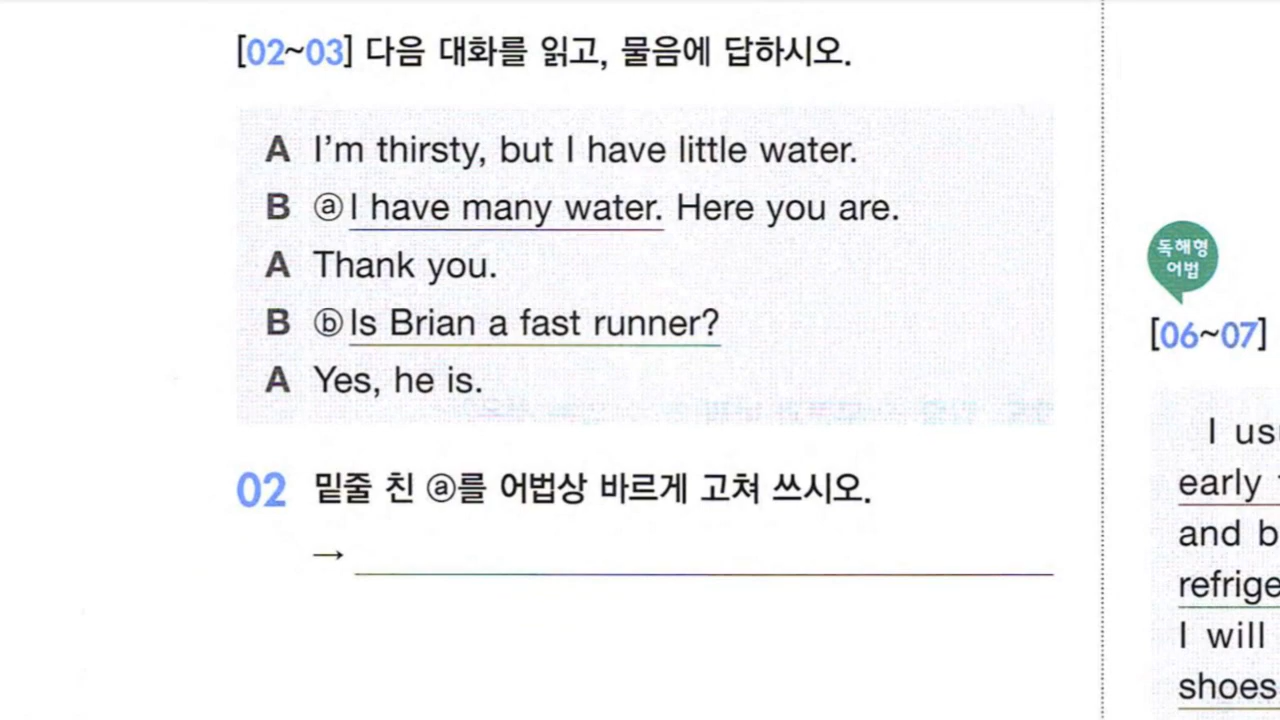 [02~03] 다음 대화를 읽고, 물음에 답하시오.
A I'm thirsty, but I have little water.
B ⓐI have many water. Here you are.
A Thank you.
B ⓑIs Brian a fast runner?
A Yes, he is.
02 밑줄 친 ⓐ를 어법상 바르게 고쳐 쓰시오.
→
독해형
어법
[06~07]
I
early
and
I will
shoes